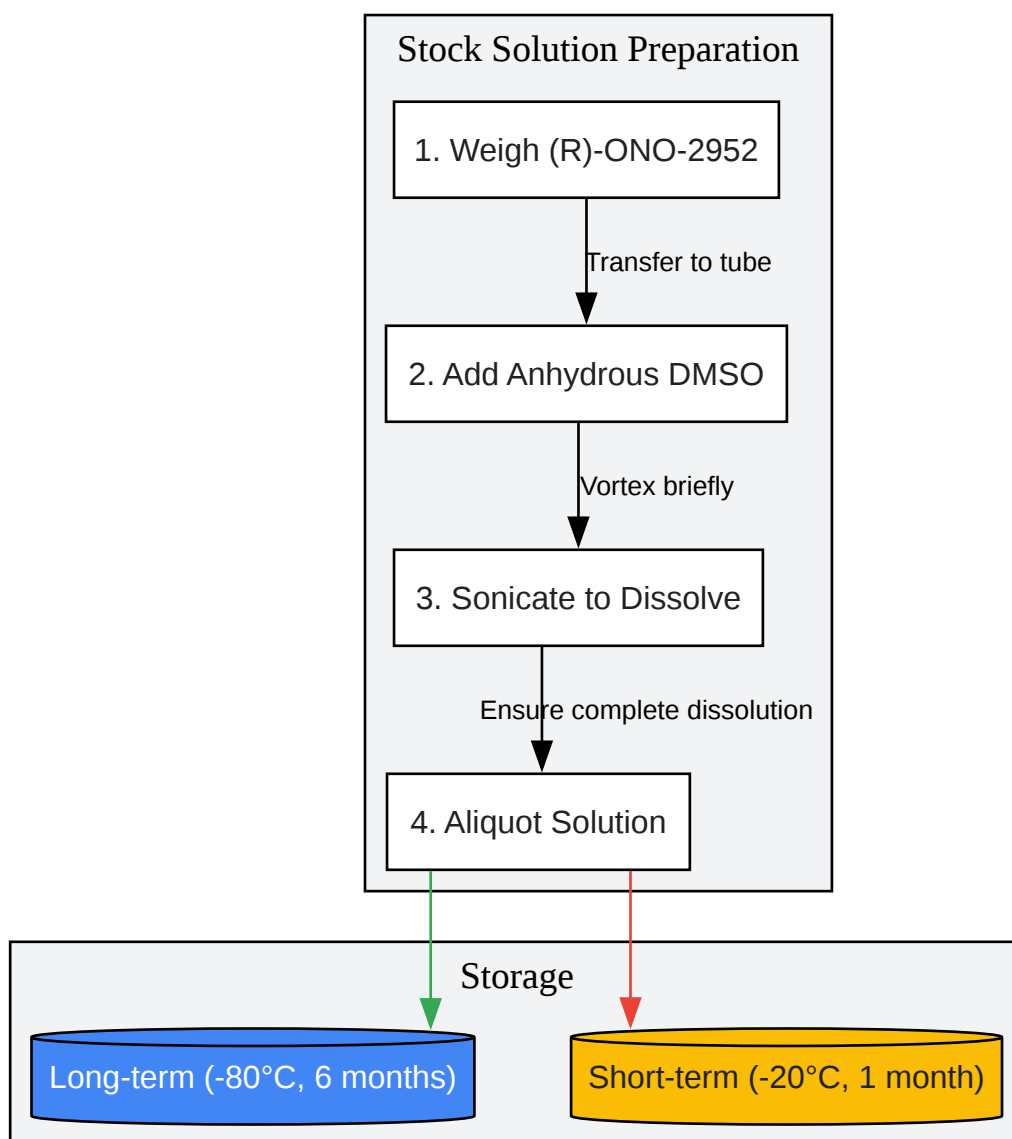 Stock Solution Preparation
1. Weigh (R)-ONO-2952
Transfer to tube
2. Add Anhydrous DMSO
Vortex briefly
3. Sonicate to Dissolve
Ensure complete dissolution
4. Aliquot Solution
Storage
Long-term (-80°C, 6 months)
Short-term (-20°C, 1 month)